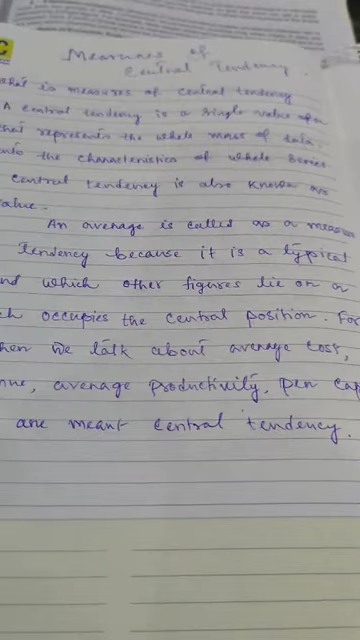 Measures of
Central Tendency.
what is measures of central tendency
A central tendency is a single value
that represents the whole mass of data.
into the characteristics of whole series
central tendency is also known are
value.
An average is called as a measure
tendency because it is a typical
which other figures lie on a
occupies the central position. For
when we talk about average cost,
average productivity, per cap
are meant central tendency.